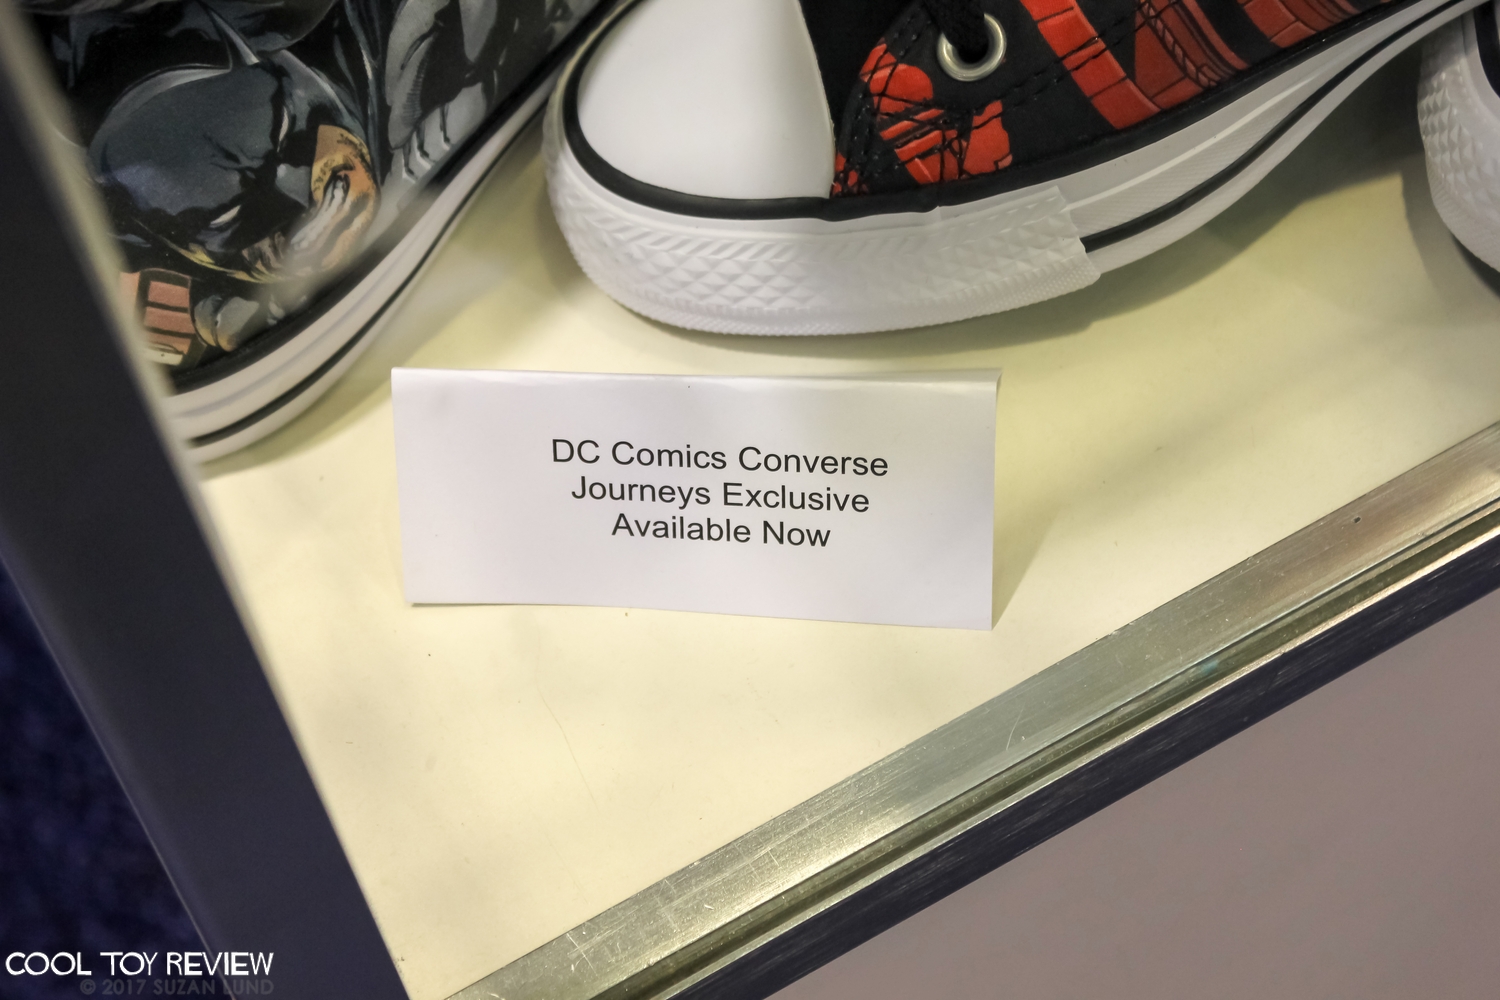 DC Comics Converse
Journeys Exclusive
Available Now
COOL TOY REVIEW
© 2017 SUZAN LUND